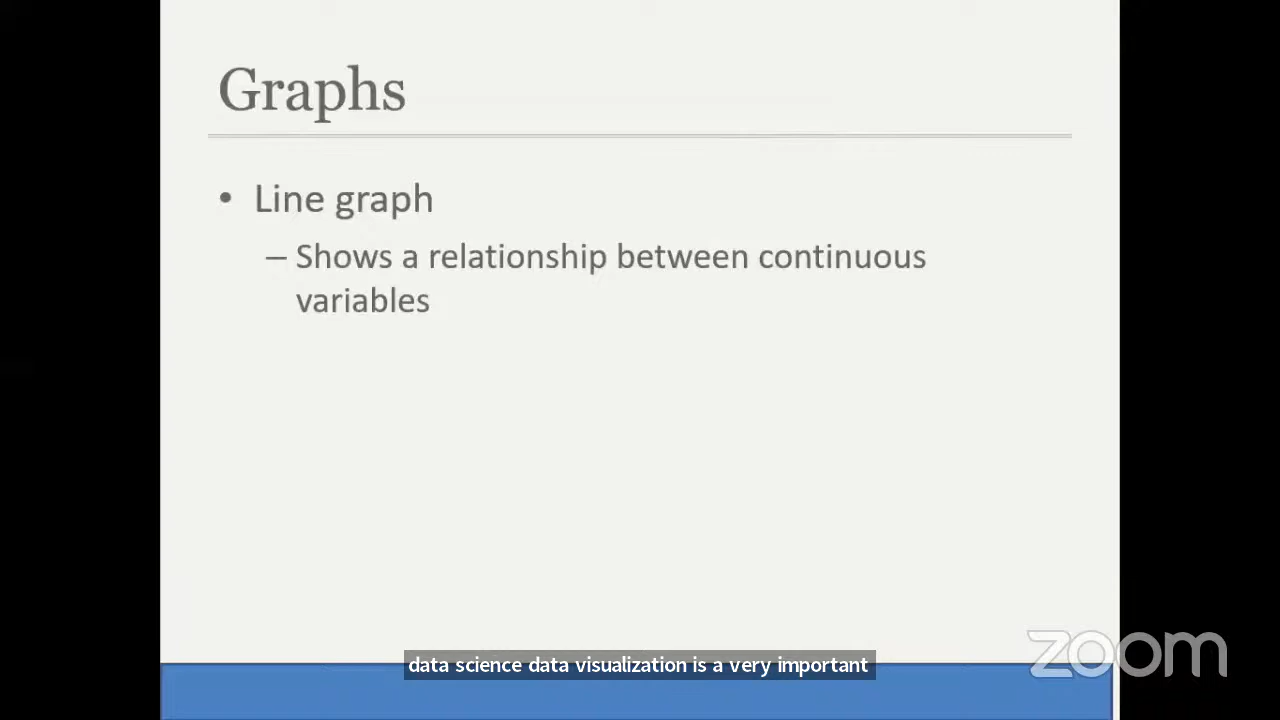 Graphs
• Line graph
– Shows a relationship between continuous
variables
zoom
data science data visualization is a very important